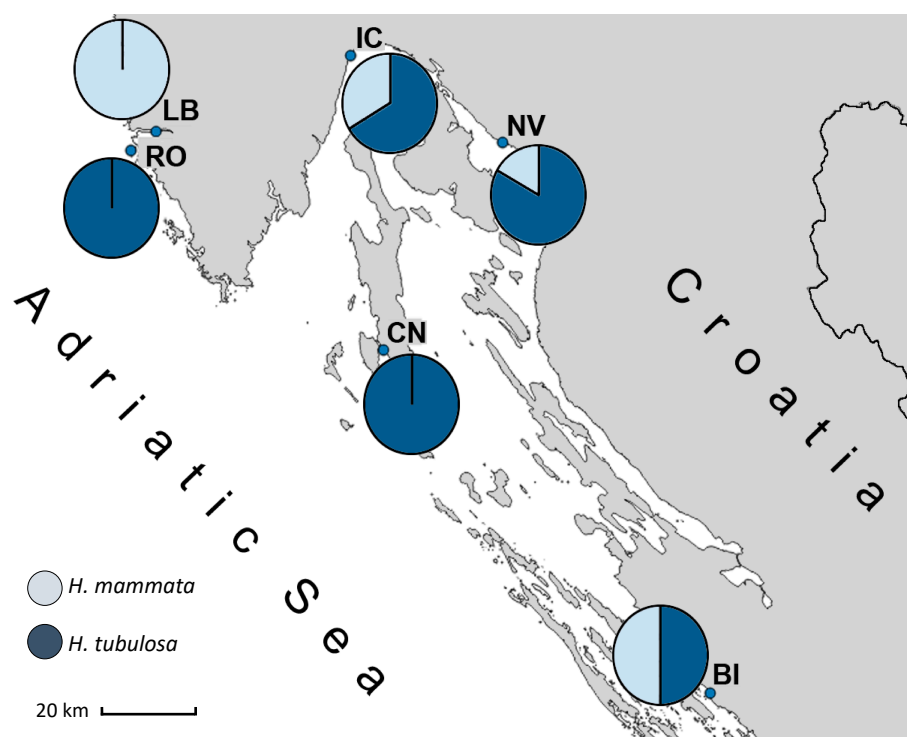 IC
LB
NV
RO
Croatia
CN
Adriatic Sea
H. mammata
H. tubulosa
BI
20 km